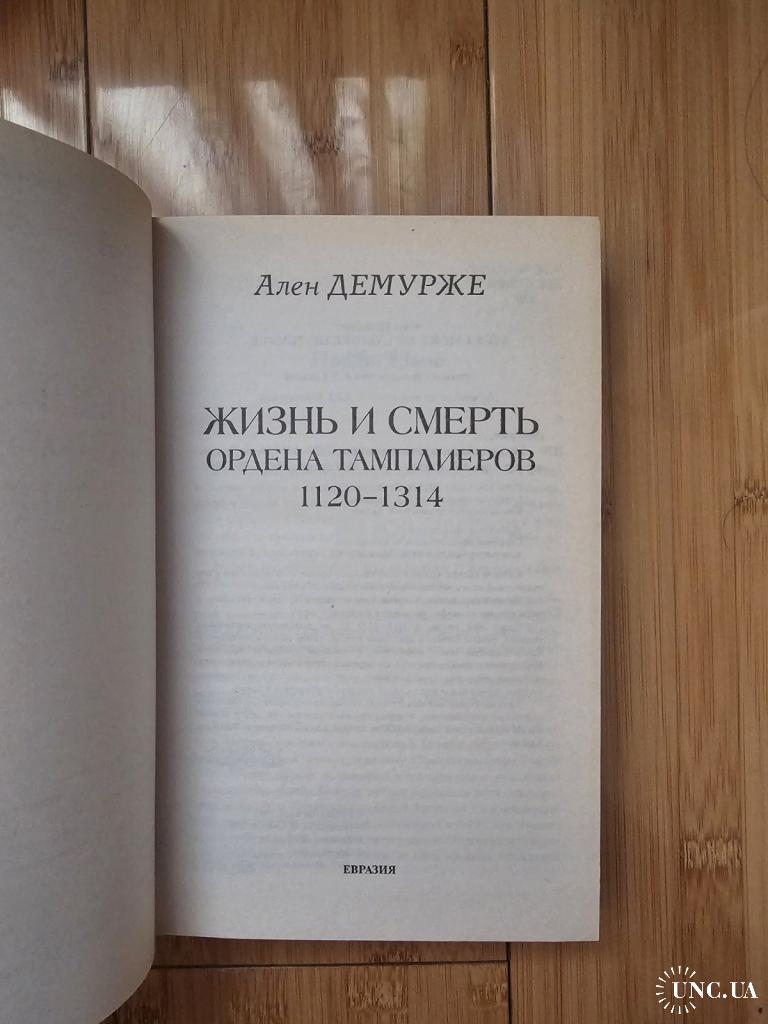 Ален ДЕМУРЖЕ
ЖИЗНЬ И СМЕРТЬ
ОРДЕНА ТАМПЛИЕРОВ
1120–1314
ЕВРАЗИЯ
UNC.UA